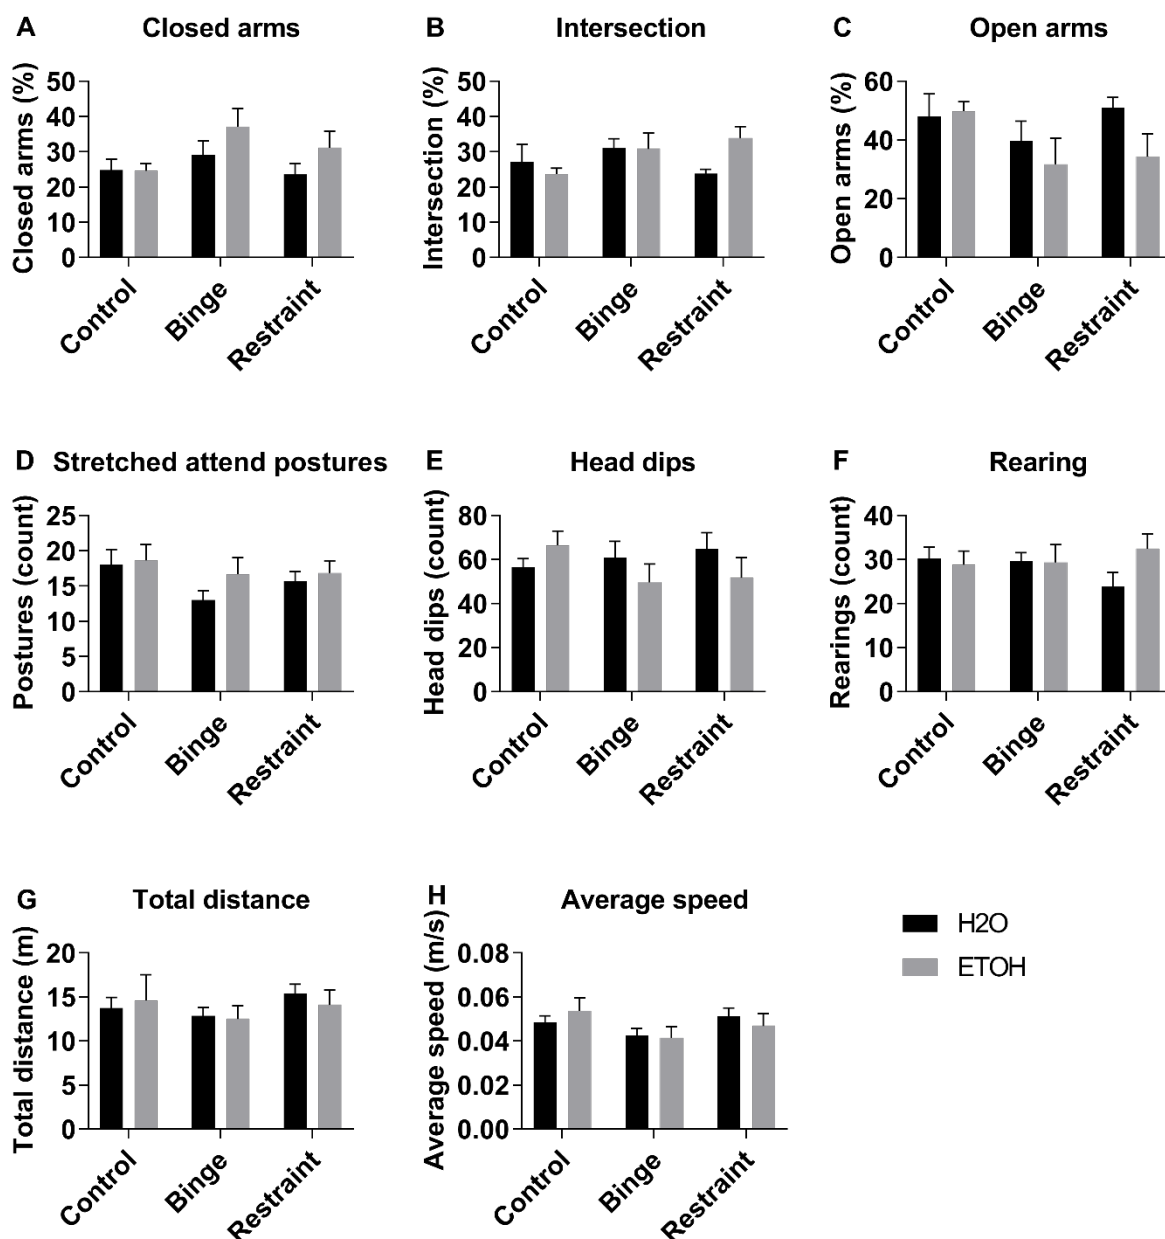 A Closed arms
Closed arms (%)
50
40
30
20
10
0
Control
Binge
Restraint
B Intersection
Intersection (%)
50
40
30
20
10
0
Control
Binge
Restraint
C Open arms
Open arms (%)
60
40
20
0
Control
Binge
Restraint
D Stretched attend postures
Postures (count)
25
20
15
10
5
0
Control
Binge
Restraint
E Head dips
Head dips (count)
80
60
40
20
0
Control
Binge
Restraint
F Rearing
Rearings (count)
40
30
20
10
0
Control
Binge
Restraint
G Total distance
Total distance (m)
20
15
10
5
0
Control
Binge
Restraint
H Average speed
Average speed (m/s)
0.08
0.06
0.04
0.02
0.00
Control
Binge
Restraint
H2O
ETOH